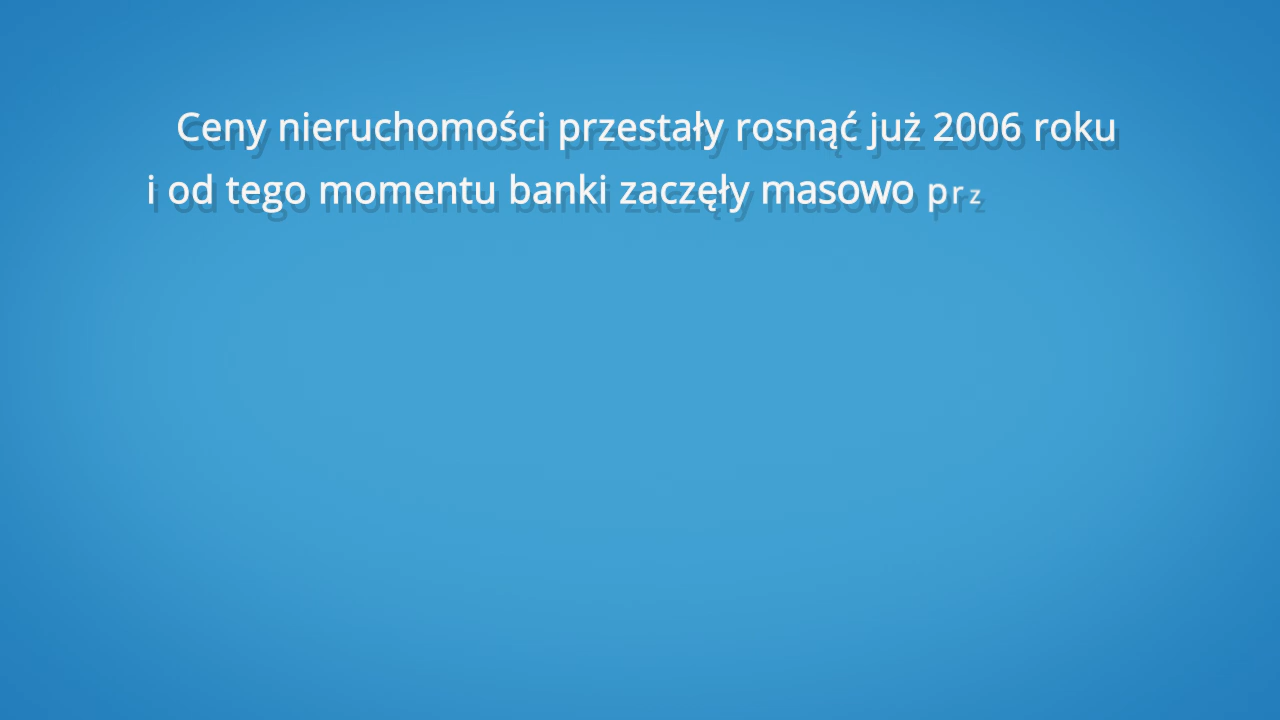 Ceny nieruchomości przestały rosnąć już 2006 roku
i od tego momentu banki zaczęły masowo prz